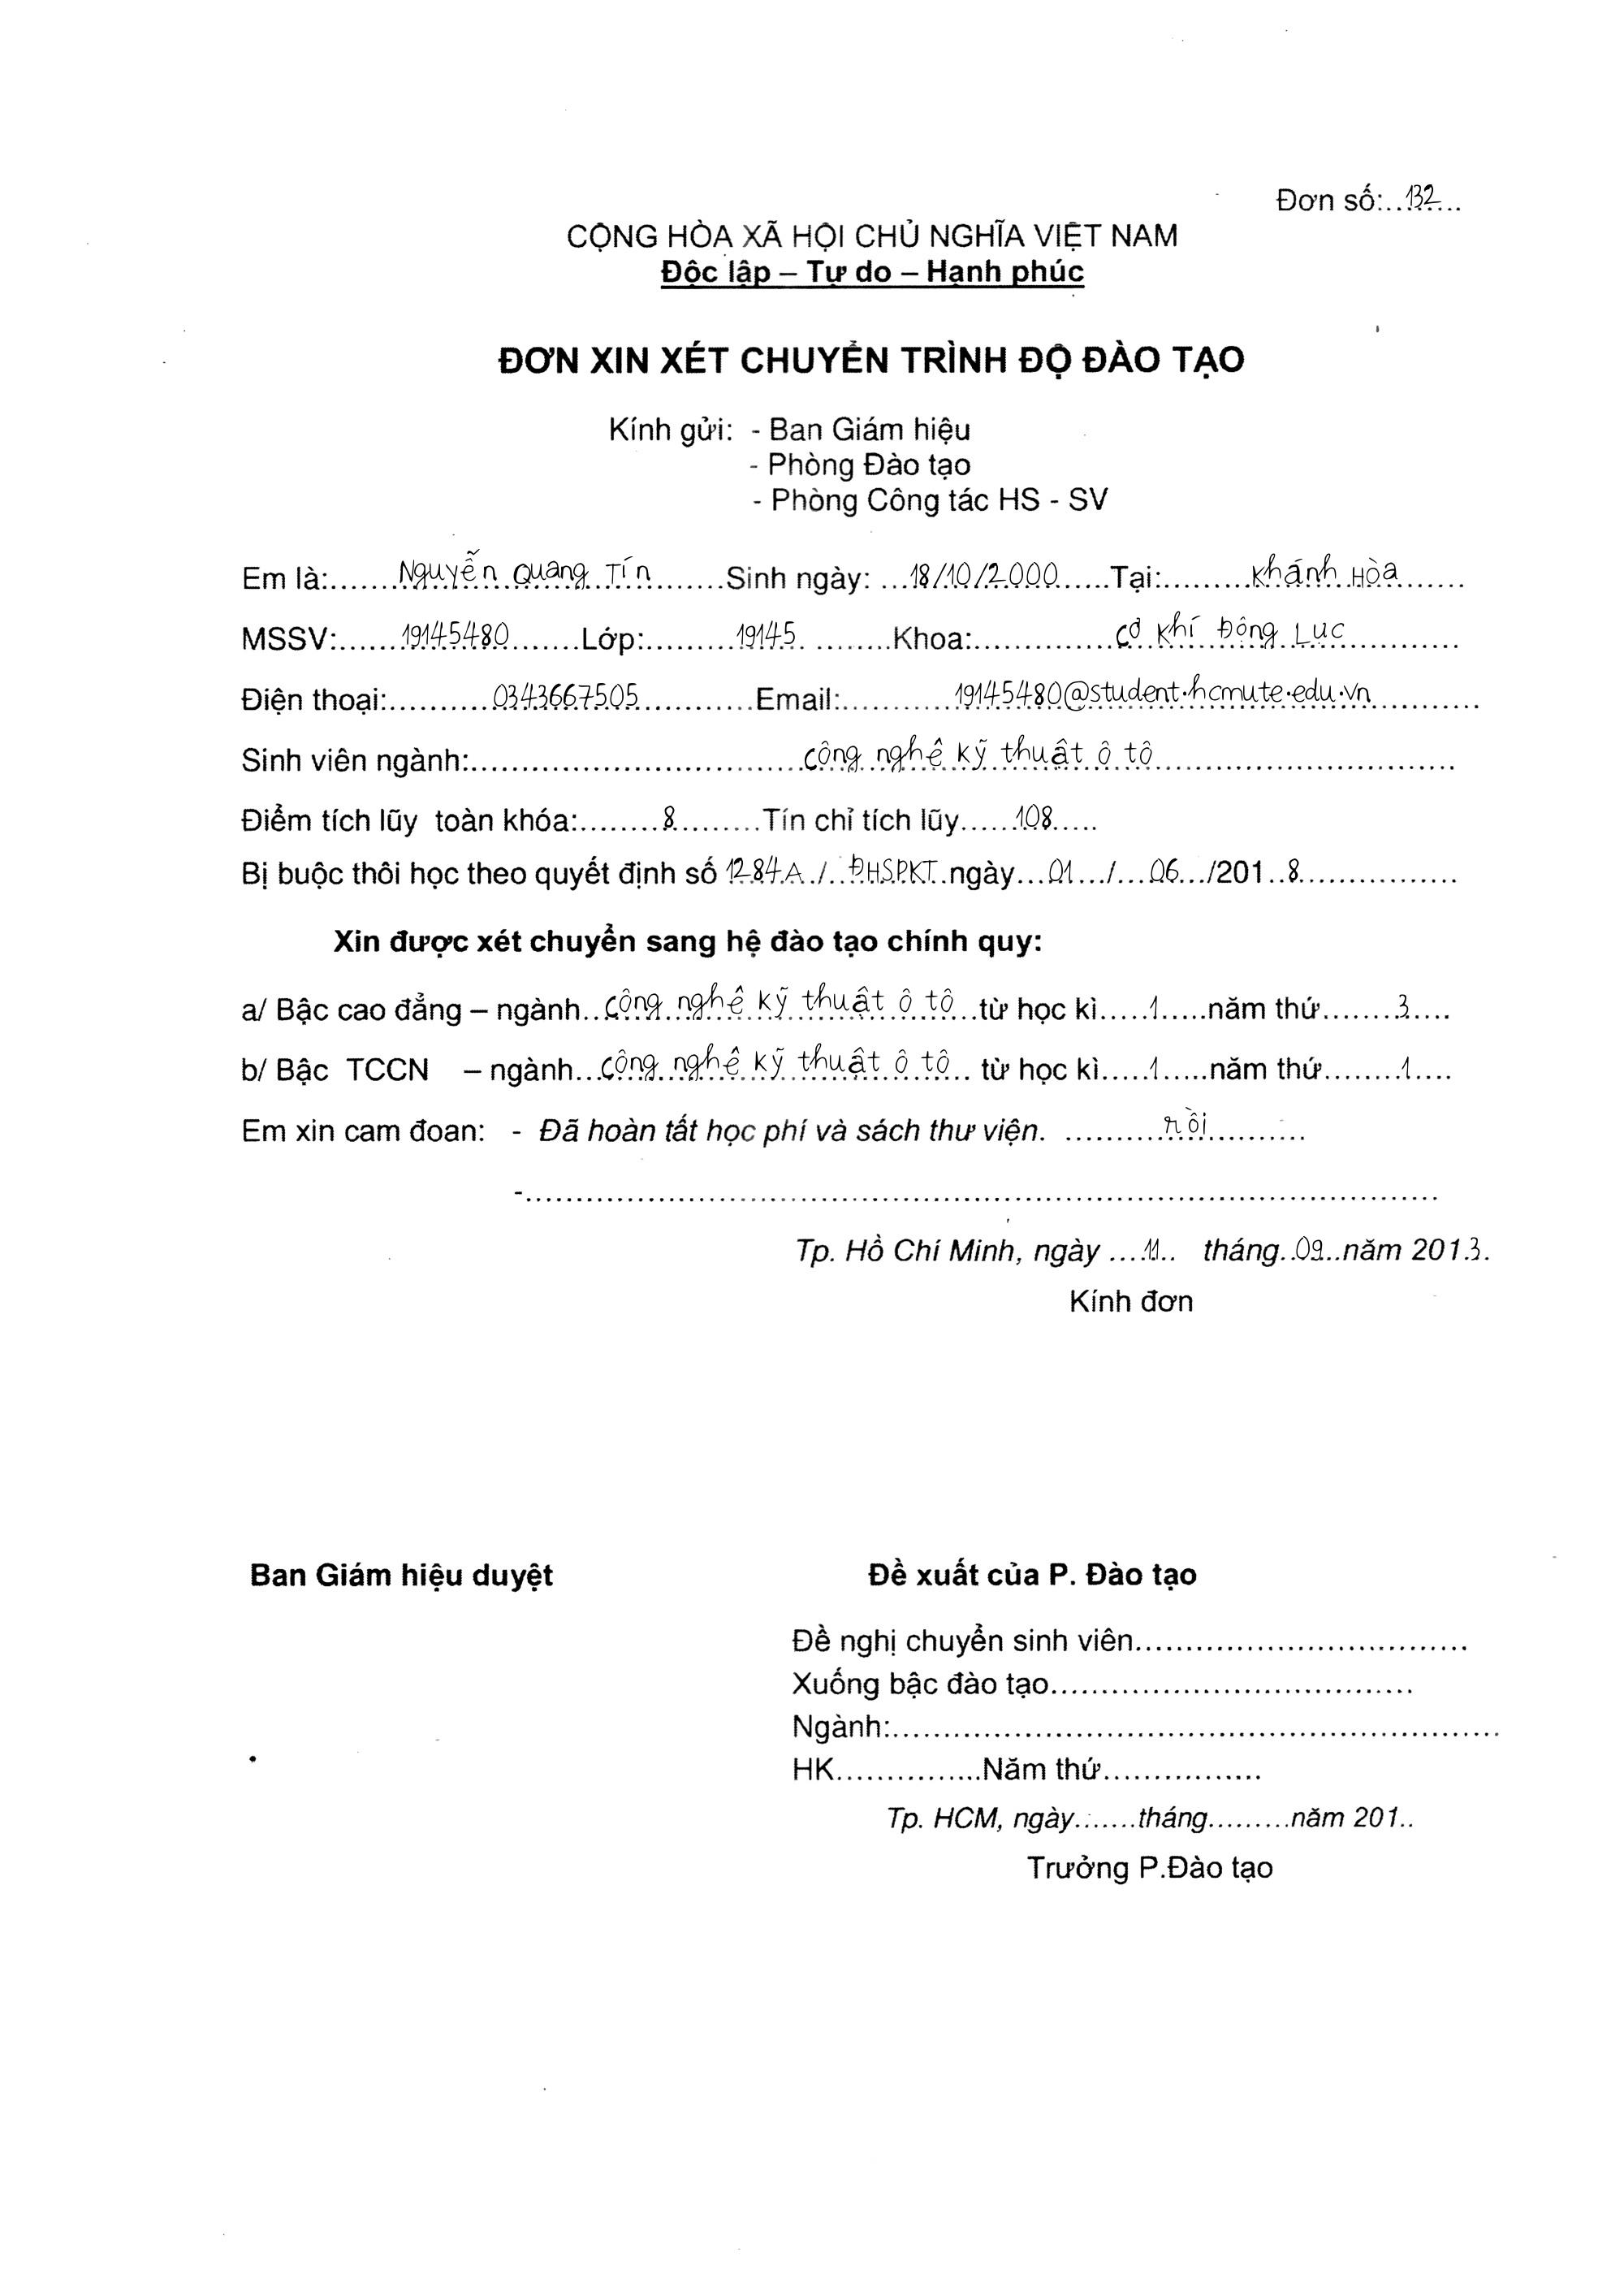 Đơn số:..132...
CỘNG HÒA XÃ HỘI CHỦ NGHĨA VIỆT NAM
Độc lập – Tự do – Hạnh phúc
ĐƠN XIN XÉT CHUYỂN TRÌNH ĐỘ ĐÀO TẠO
Kính gửi: - Ban Giám hiệu
- Phòng Đào tạo
- Phòng Công tác HS - SV
Em là:.......Nguyễn Quang Tín.......Sinh ngày: ...18/10/2000......Tại:.........Khánh Hòa.......
MSSV:......19145480.......Lớp:.........19145. ........Khoa:..............Cơ Khí Động Lực...........
Điện thoại:..........0343667505............Email:...........19145480@student.hcmute.edu.vn...........
Sinh viên ngành:.................................Công nghệ kỹ thuật ô tô..............................
Điểm tích lũy toàn khóa:........8.........Tín chỉ tích lũy......108.....
Bị buộc thôi học theo quyết định số 1284A./..ĐHSPKT.ngày...01.../...06.../201..8................
Xin được xét chuyển sang hệ đào tạo chính quy:
a/ Bậc cao đẳng – ngành..Công nghệ kỹ thuật ô tô...từ học kì.....1.....năm thứ.......3....
b/ Bậc TCCN – ngành...Công nghệ kỹ thuật ô tô.. từ học kì.....1.....năm thứ........1....
Em xin cam đoan: - Đã hoàn tất học phí và sách thư viện. ..........rồi..........
-...........................................................................................
Tp. Hồ Chí Minh, ngày ....11.. tháng..09..năm 2013.
Kính đơn
Ban Giám hiệu duyệt
Đề xuất của P. Đào tạo
Đề nghị chuyển sinh viên.................................
Xuống bậc đào tạo....................................
Ngành:............................................................
HK...............Năm thứ................
Tp. HCM, ngày.......tháng.........năm 201..
Trưởng P.Đào tạo